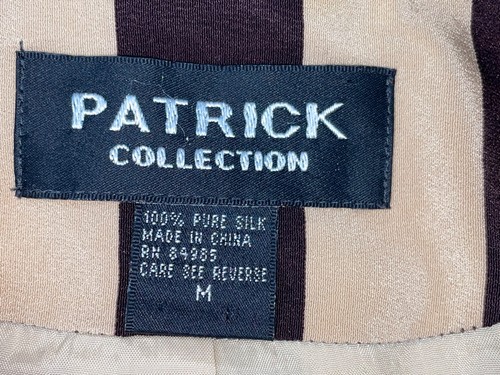 PATRICK
COLLECTION
100% PURE SILK
MADE IN CHINA
RN 84985
CARE SEE REVERSE
M